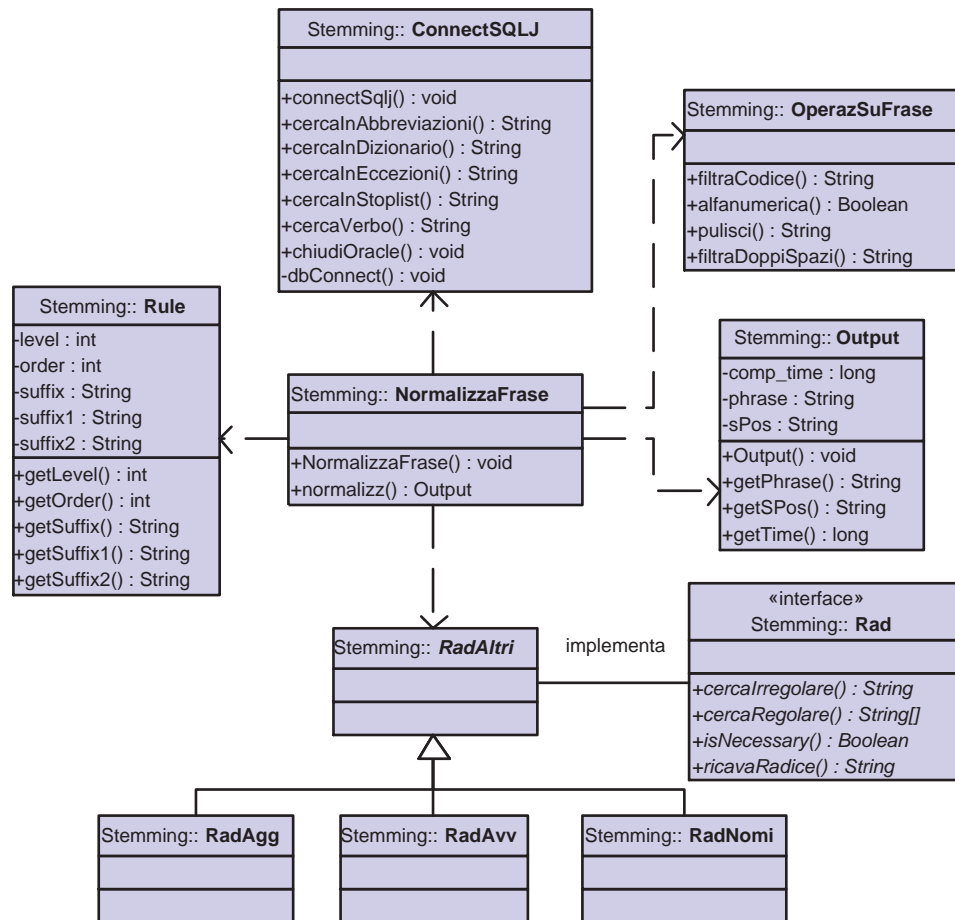 Stemming:: ConnectSQLJ
+connectSqlj() : void
+cercaInAbbreviazioni() : String
+cercaInDizionario() : String
+cercaInEccezioni() : String
+cercaInStoplist() : String
+cercaVerbo() : String
+chiudiOracle() : void
-dbConnect() : void
Stemming:: OperazSuFrase
+filtraCodice() : String
+alfanumerica() : Boolean
+pulisci() : String
+filtraDoppiSpazi() : String
Stemming:: Rule
-level : int
-order : int
-suffix : String
-suffix1 : String
-suffix2 : String
+getLevel() : int
+getOrder() : int
+getSuffix() : String
+getSuffix1() : String
+getSuffix2() : String
Stemming:: NormalizzaFrase
+NormalizzaFrase() : void
+normalizz() : Output
Stemming:: Output
-comp_time : long
-phrase : String
-sPos : String
+Output() : void
+getPhrase() : String
+getSPos() : String
+getTime() : long
Stemming:: RadAltri
implementa
«interface»
Stemming:: Rad
+cercaIrregolare() : String
+cercaRegolare() : String[]
+isNecessary() : Boolean
+ricavaRadice() : String
Stemming:: RadAgg
Stemming:: RadAvv
Stemming:: RadNomi